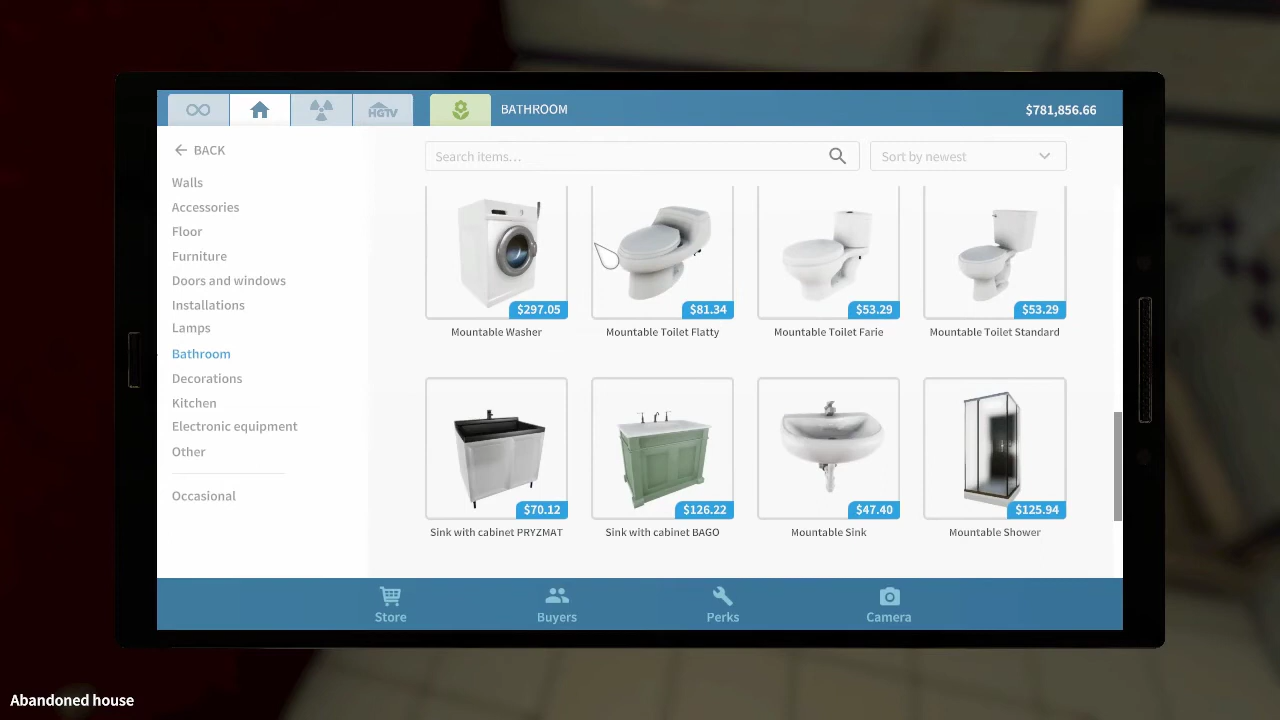 HGTV
BATHROOM
$781,856.66
BACK
Search items...
Sort by newest
Walls
Accessories
Floor
Furniture
Doors and windows
Installations
Lamps
Bathroom
Decorations
Kitchen
Electronic equipment
Other
Occasional
$297.05
$81.34
$53.29
$53.29
Mountable Washer
Mountable Toilet Flatty
Mountable Toilet Farie
Mountable Toilet Standard
$70.12
$126.22
$47.40
$125.94
Sink with cabinet PRYZMAT
Sink with cabinet BAGO
Mountable Sink
Mountable Shower
Store
Buyers
Perks
Camera
Abandoned house